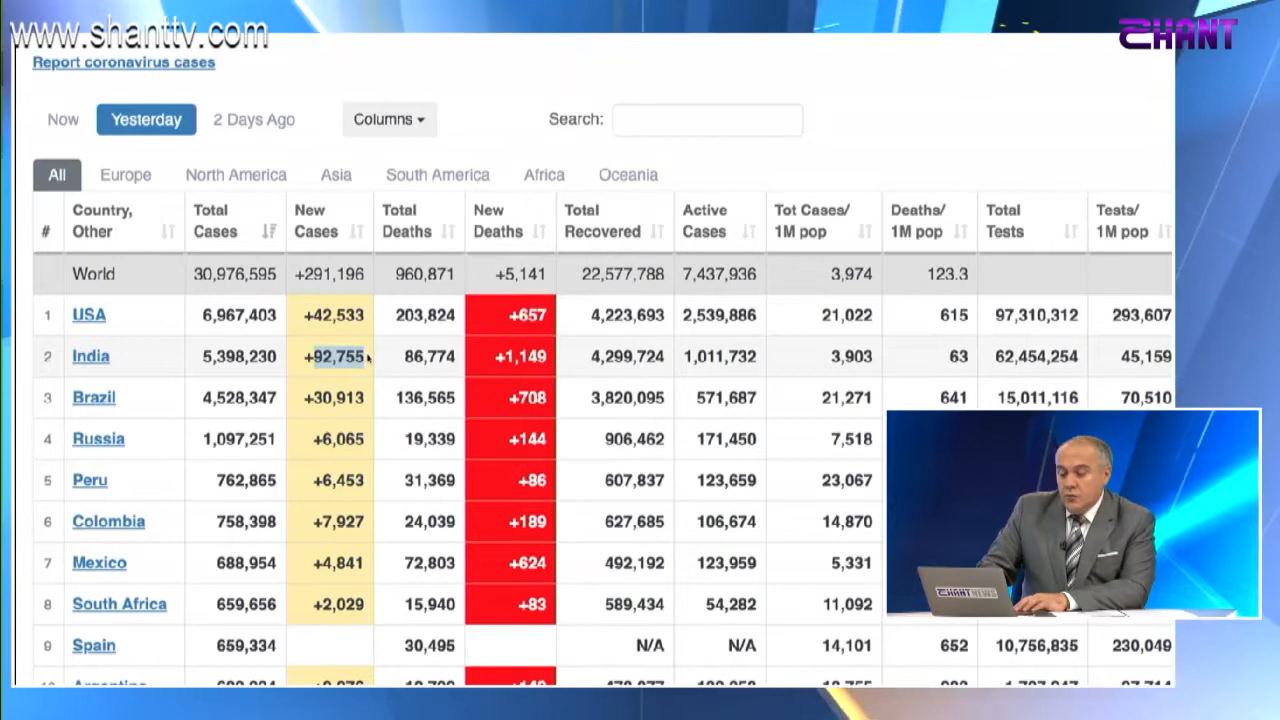 www.shanttv.com
SHANT
Report coronavirus cases
Now Yesterday 2 Days Ago Columns Search:
All Europe North America Asia South America Africa Oceania
# Country, Other Total Cases New Cases Total Deaths New Deaths Total Recovered Active Cases Tot Cases/ 1M pop Deaths/ 1M pop Total Tests Tests/ 1M pop
World 30,976,595 +291,196 960,871 +5,141 22,577,788 7,437,936 3,974 123.3
1 USA 6,967,403 +42,533 203,824 +657 4,223,693 2,539,886 21,022 615 97,310,312 293,607
2 India 5,398,230 +92,755 86,774 +1,149 4,299,724 1,011,732 3,903 63 62,454,254 45,159
3 Brazil 4,528,347 +30,913 136,565 +708 3,820,095 571,687 21,271 641 15,011,116 70,510
4 Russia 1,097,251 +6,065 19,339 +144 906,462 171,450 7,518
5 Peru 762,865 +6,453 31,369 +86 607,837 123,659 23,067
6 Colombia 758,398 +7,927 24,039 +189 627,685 106,674 14,870
7 Mexico 688,954 +4,841 72,803 +624 492,192 123,959 5,331
8 South Africa 659,656 +2,029 15,940 +83 589,434 54,282 11,092
9 Spain 659,334 30,495 N/A N/A 14,101 652 10,756,835 230,049
SHANT NEWS